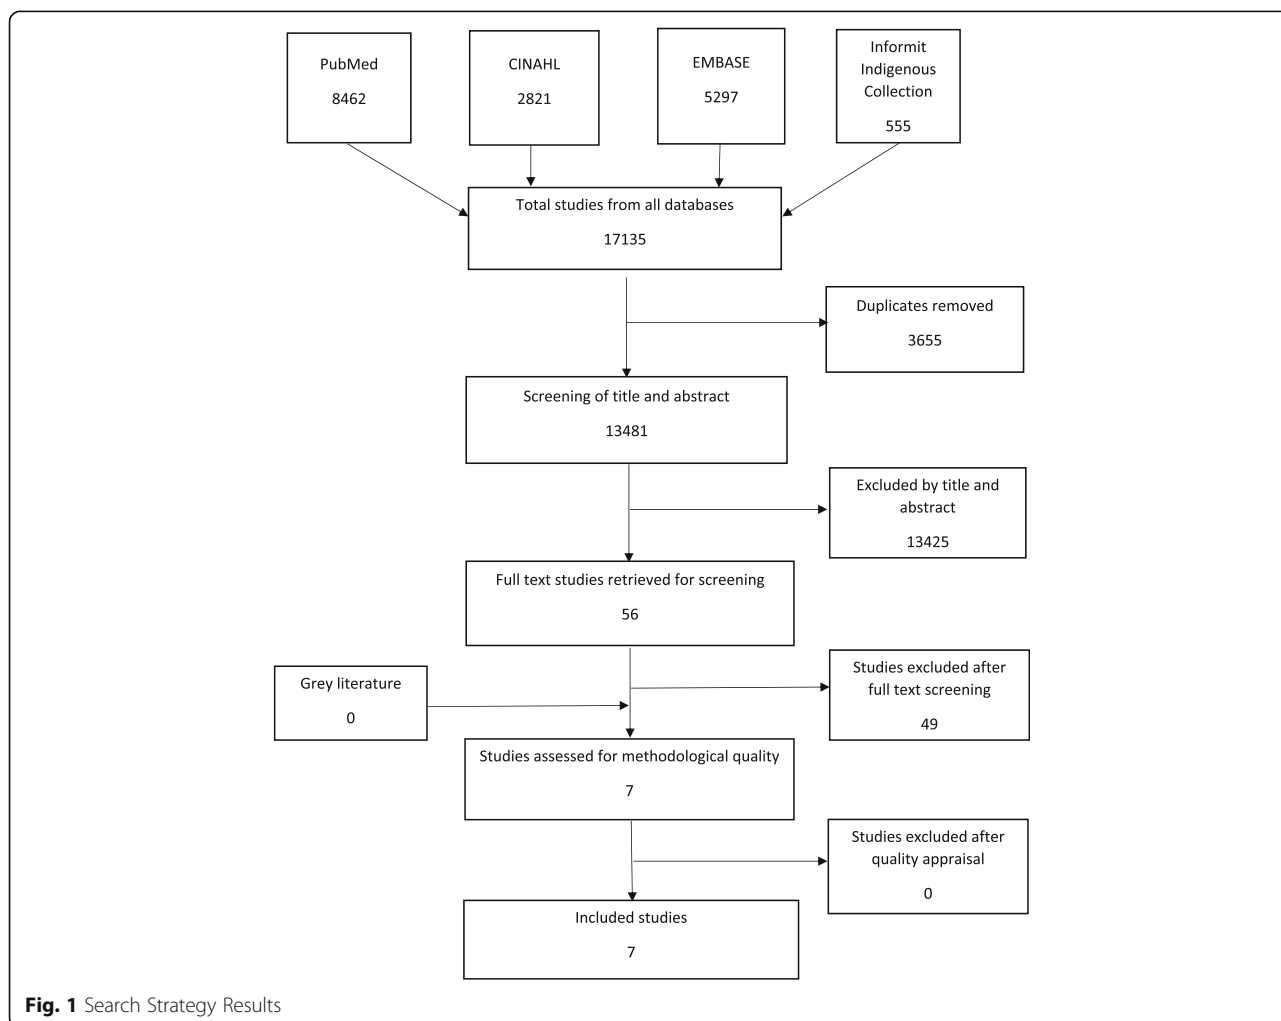 PubMed
8462
CINAHL
2821
EMBASE
5297
Informit
Indigenous
Collection
555
Total studies from all databases
17135
Duplicates removed
3655
Screening of title and abstract
13481
Excluded by title and
abstract
13425
Full text studies retrieved for screening
56
Grey literature
0
Studies excluded after
full text screening
49
Studies assessed for methodological quality
7
Studies excluded after
quality appraisal
0
Included studies
7
Fig. 1 Search Strategy Results